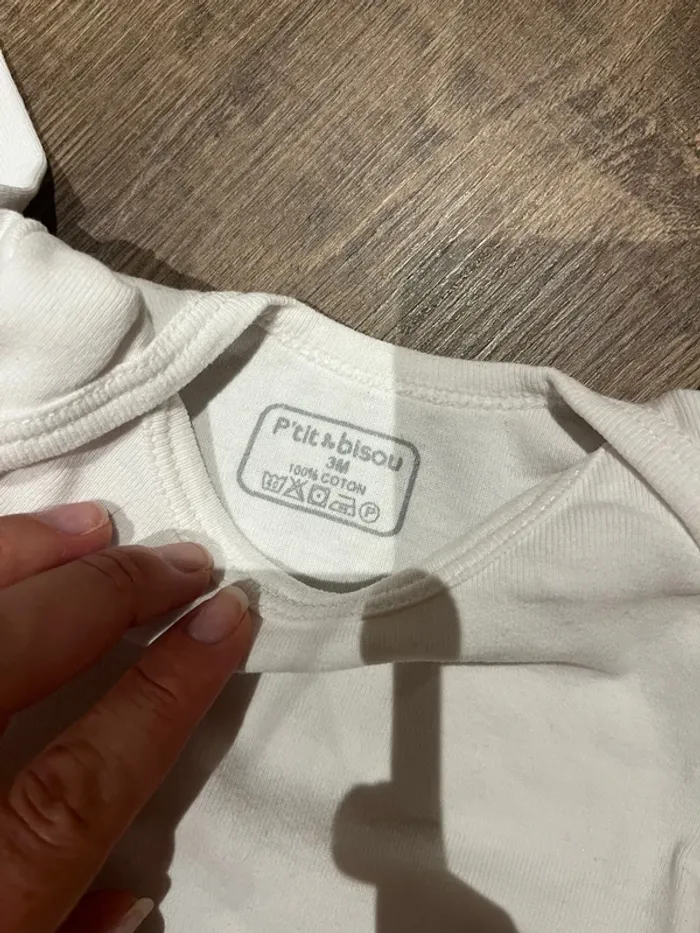 P'tit & bisou
3M
100% COTON
P